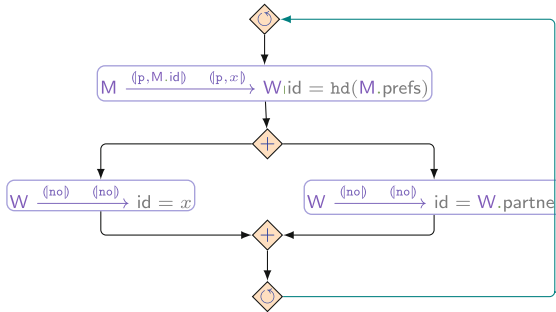 ⦇p,M.id⦈ ⦇p,x⦈
M → W|id = hd(M.prefs)
+
⦇no⦈ ⦇no⦈
W → id = x
⦇no⦈ ⦇no⦈
W → id = W.partne
+